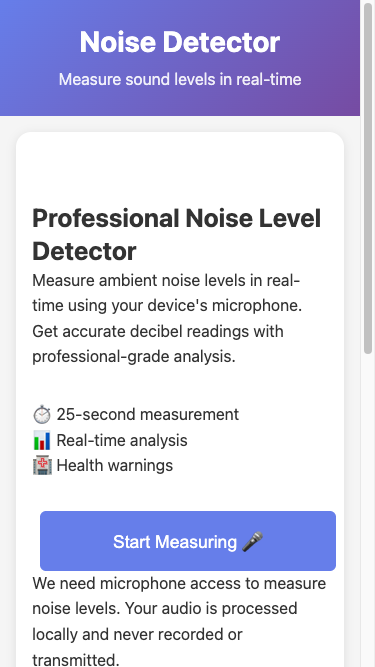 Noise Detector
Measure sound levels in real-time
Professional Noise Level
Detector
Measure ambient noise levels in real-
time using your device's microphone.
Get accurate decibel readings with
professional-grade analysis.
⏱️ 25-second measurement
📊 Real-time analysis
🏥 Health warnings
Start Measuring 🎤
We need microphone access to measure
noise levels. Your audio is processed
locally and never recorded or
transmitted.